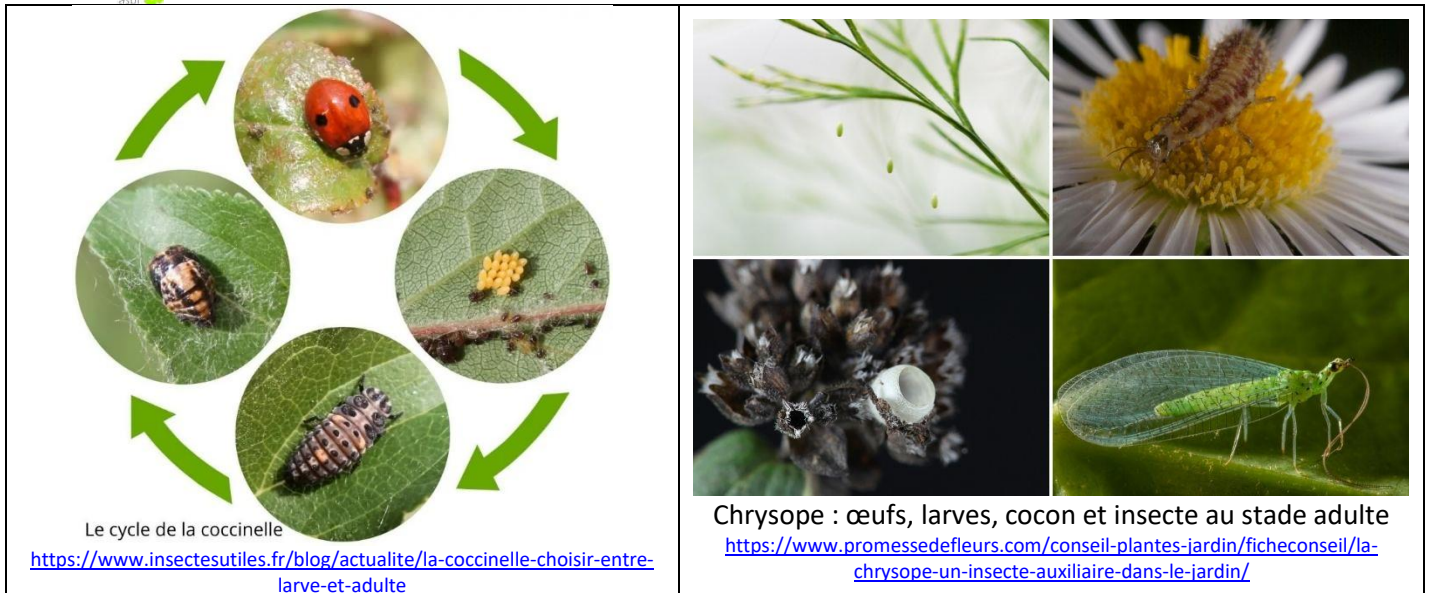 Le cycle de la coccinelle
https://www.insectesutiles.fr/blog/actualite/la-coccinelle-choisir-entre-
larve-et-adulte
Chrysope : œufs, larves, cocon et insecte au stade adulte
https://www.promessedefleurs.com/conseil-plantes-jardin/ficheconseil/la-
chrysope-un-insecte-auxiliaire-dans-le-jardin/